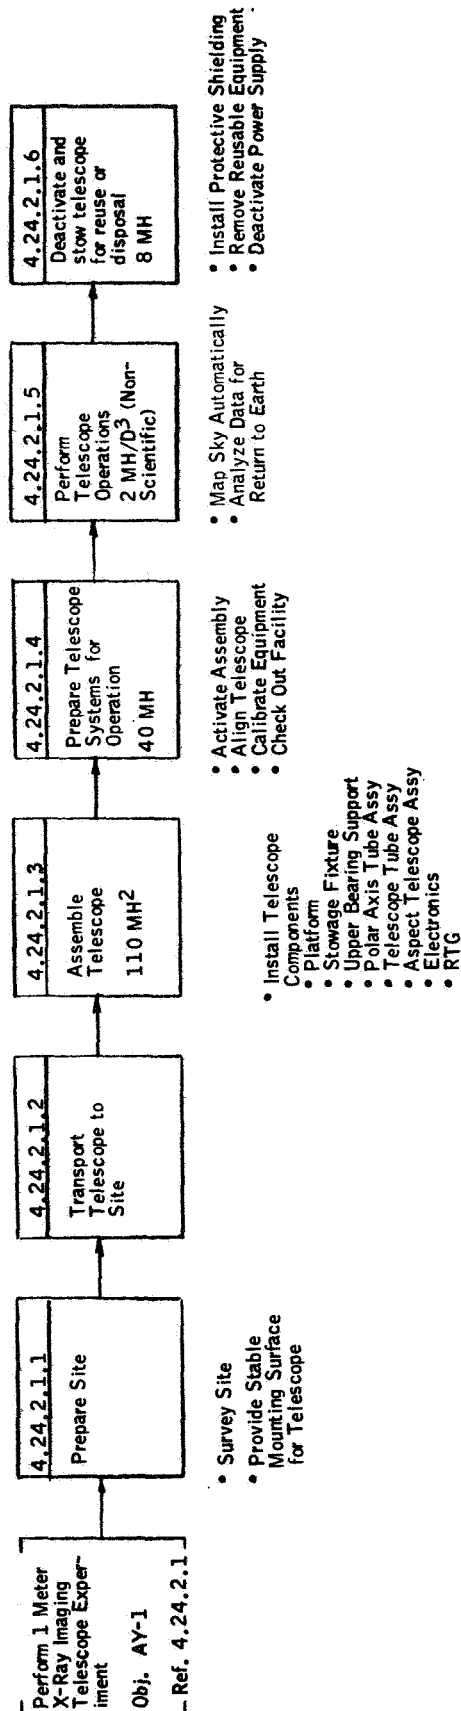 Perform 1 Meter
X-Ray Imaging
Telescope Exper-
iment
Obj. AY-1
Ref. 4.24.2.1
4.24.2.1.1
Prepare Site
• Survey Site
• Provide Stable
Mounting Surface
for Telescope
4.24.2.1.2
Transport
Telescope to
Site
4.24.2.1.3
Assemble
Telescope
110 MH²
• Install Telescope
Components
• Platform
• Stowage Fixture
• Upper Bearing Support
• Polar Axis Tube Assy
• Telescope Tube Assy
• Aspect Telescope Assy
• Electronics
• RTG
4.24.2.1.4
Prepare Telescope
Systems for
Operation
40 MH
• Activate Assembly
• Align Telescope
• Calibrate Equipment
• Check Out Facility
4.24.2.1.5
Perform
Telescope
Operations
2 MH/D³ (Non-
Scientific)
• Map Sky Automatically
• Analyze Data for
Return to Earth
4.24.2.1.6
Deactivate and
stow telescope
for reuse or
disposal
8 MH
• Install Protective Shielding
• Remove Reusable Equipment
• Deactivate Power Supply